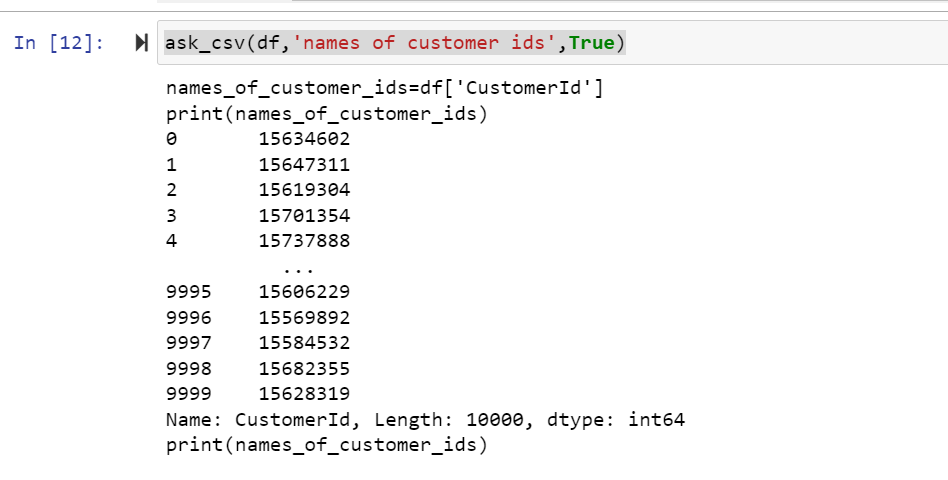 In [12]: ask_csv(df,'names of customer ids',True)
names_of_customer_ids=df['CustomerId']
print(names_of_customer_ids)
0 15634602
1 15647311
2 15619304
3 15701354
4 15737888
...
9995 15606229
9996 15569892
9997 15584532
9998 15682355
9999 15628319
Name: CustomerId, Length: 10000, dtype: int64
print(names_of_customer_ids)